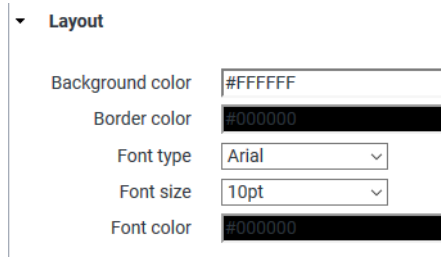 Layout
Background color #FFFFFF
Border color #000000
Font type Arial
Font size 10pt
Font color #000000